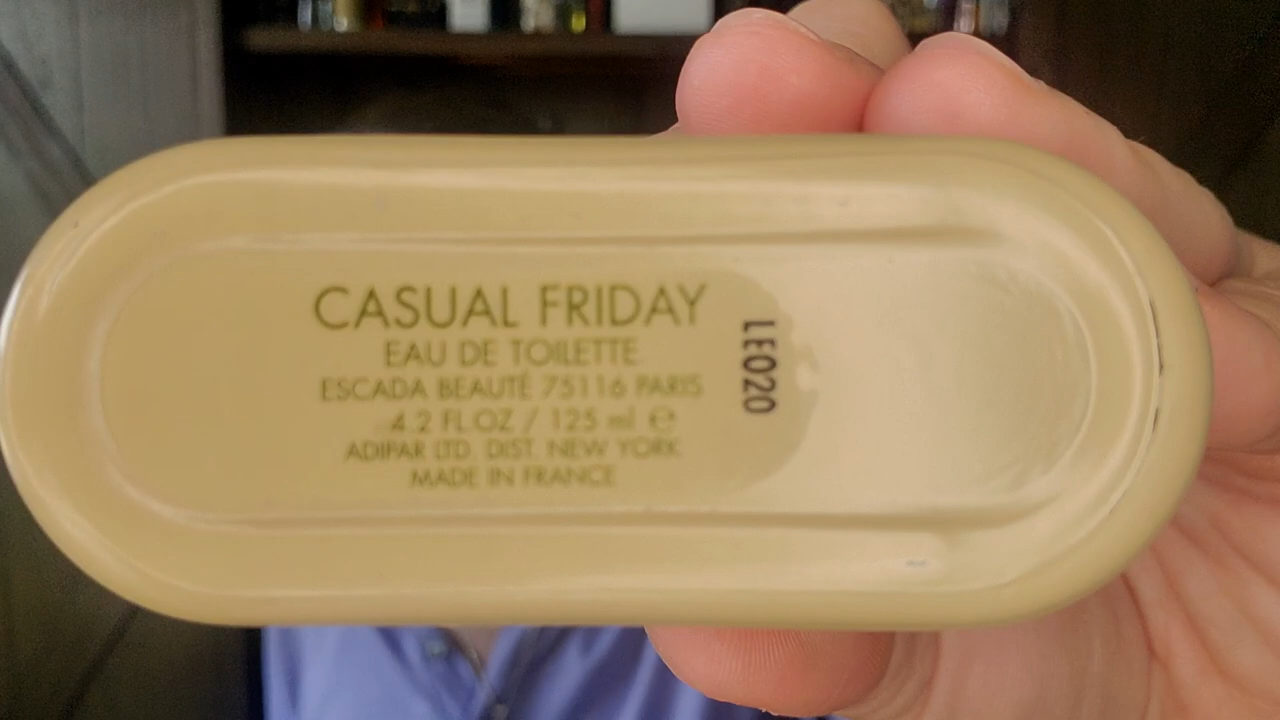 CASUAL FRIDAY
EAU DE TOILETTE
ESCADA BEAUTÉ 75116 PARIS
4.2 FL.OZ / 125 ml ℮
ADIPAR LTD. DIST. NEW YORK
MADE IN FRANCE
LE020